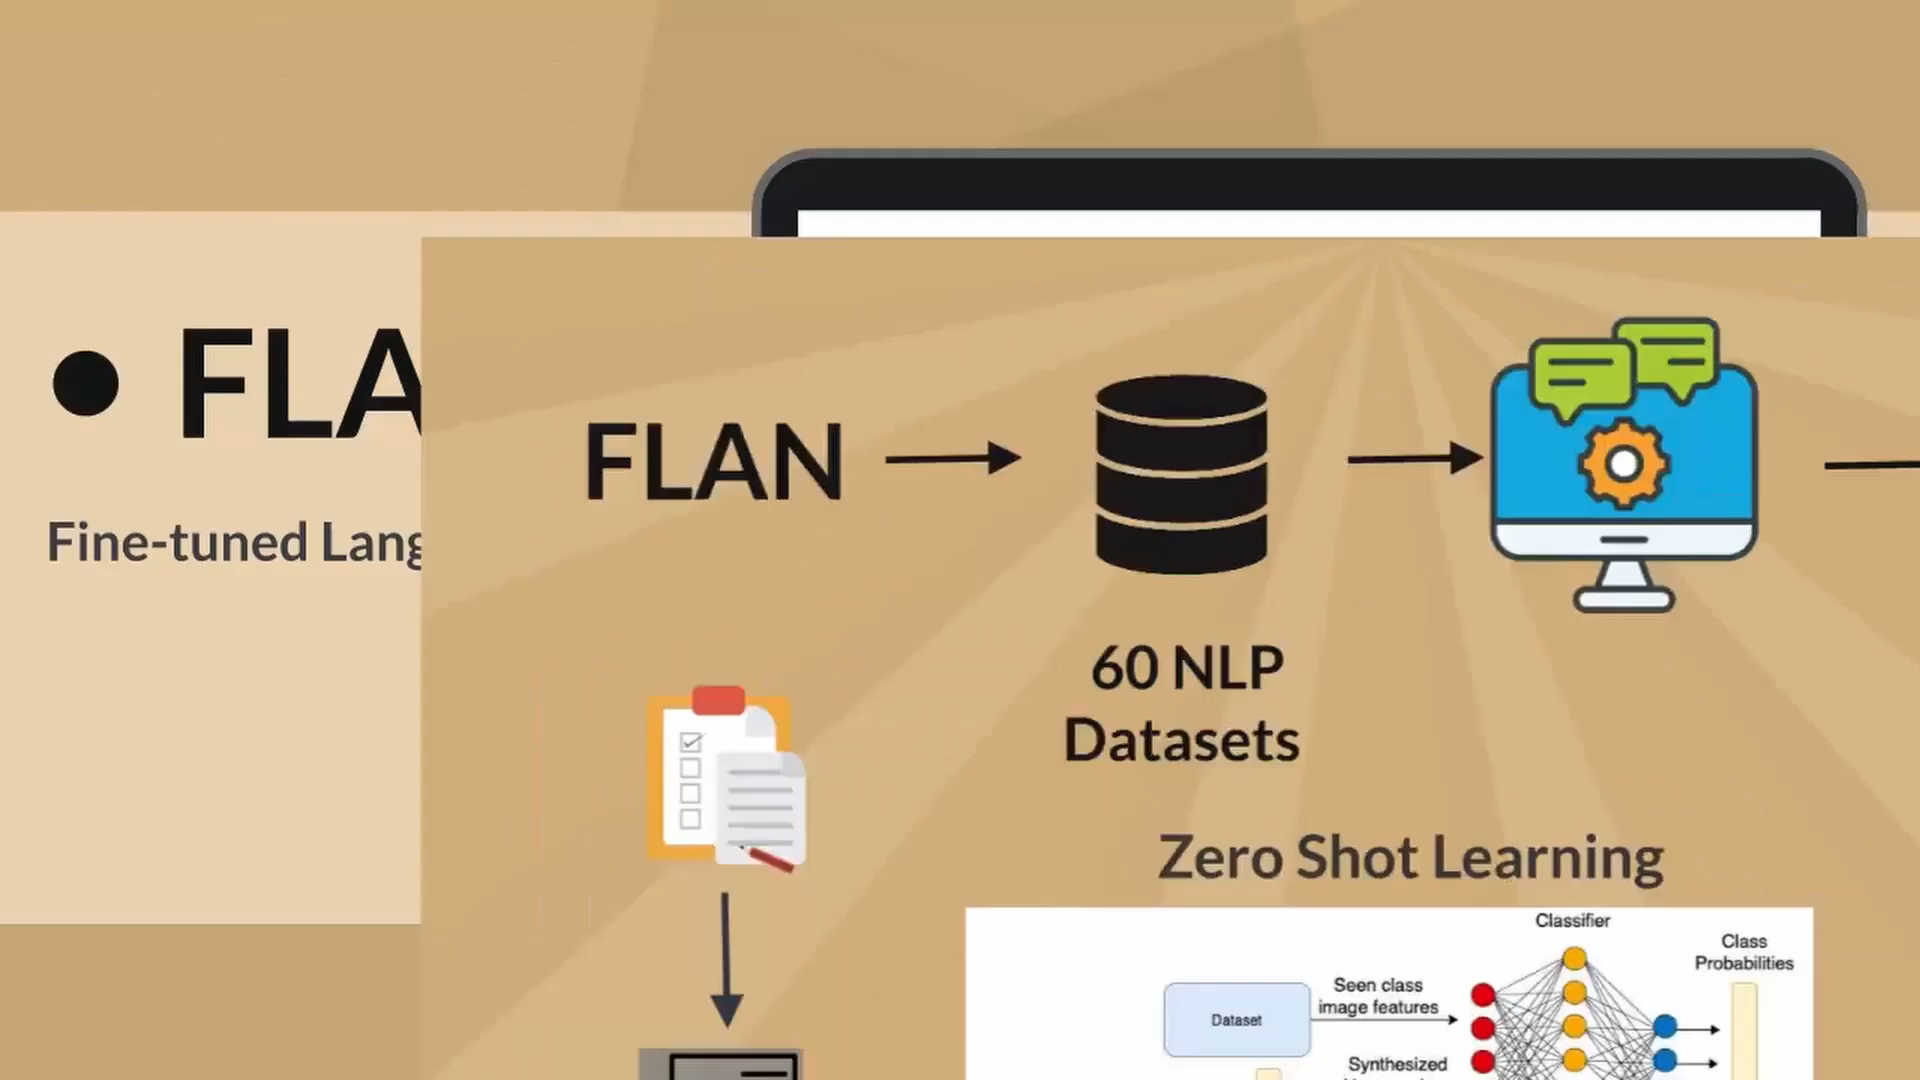 • FLA
Fine-tuned Lang
FLAN
60 NLP
Datasets
Zero Shot Learning
Classifier
Class
Probabilities
Seen class
image features
Dataset
Synthesized